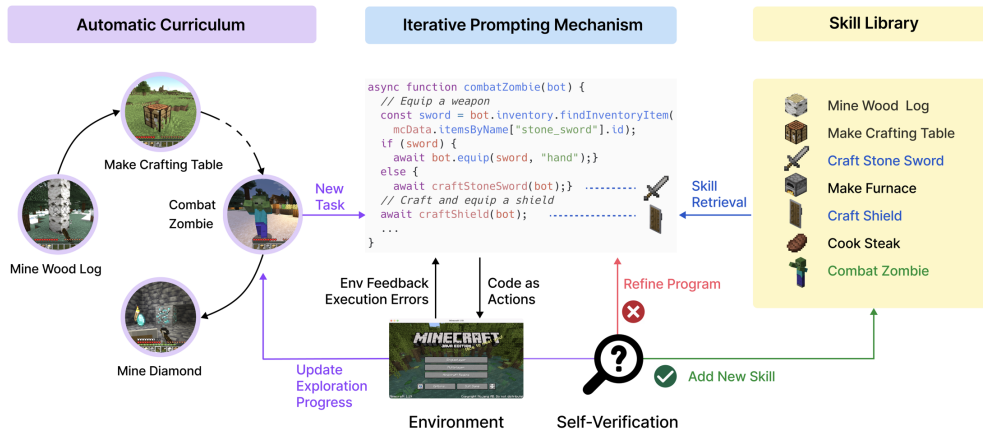 Automatic Curriculum
Iterative Prompting Mechanism
Skill Library
Make Crafting Table
Mine Wood Log
Combat
Zombie
Mine Diamond
New
Task
async function combatZombie(bot) {
// Equip a weapon
const sword = bot.inventory.findInventoryItem(
mcData.itemsByName["stone_sword"].id);
if (sword) {
await bot.equip(sword, "hand");}
else {
await craftStoneSword(bot);}
// Craft and equip a shield
await craftShield(bot);
...
}
Skill
Retrieval
Mine Wood Log
Make Crafting Table
Craft Stone Sword
Make Furnace
Craft Shield
Cook Steak
Combat Zombie
Env Feedback
Execution Errors
Code as
Actions
Refine Program
Update
Exploration
Progress
MINECRAFT
JAVA EDITION
Environment
?
Self-Verification
Add New Skill